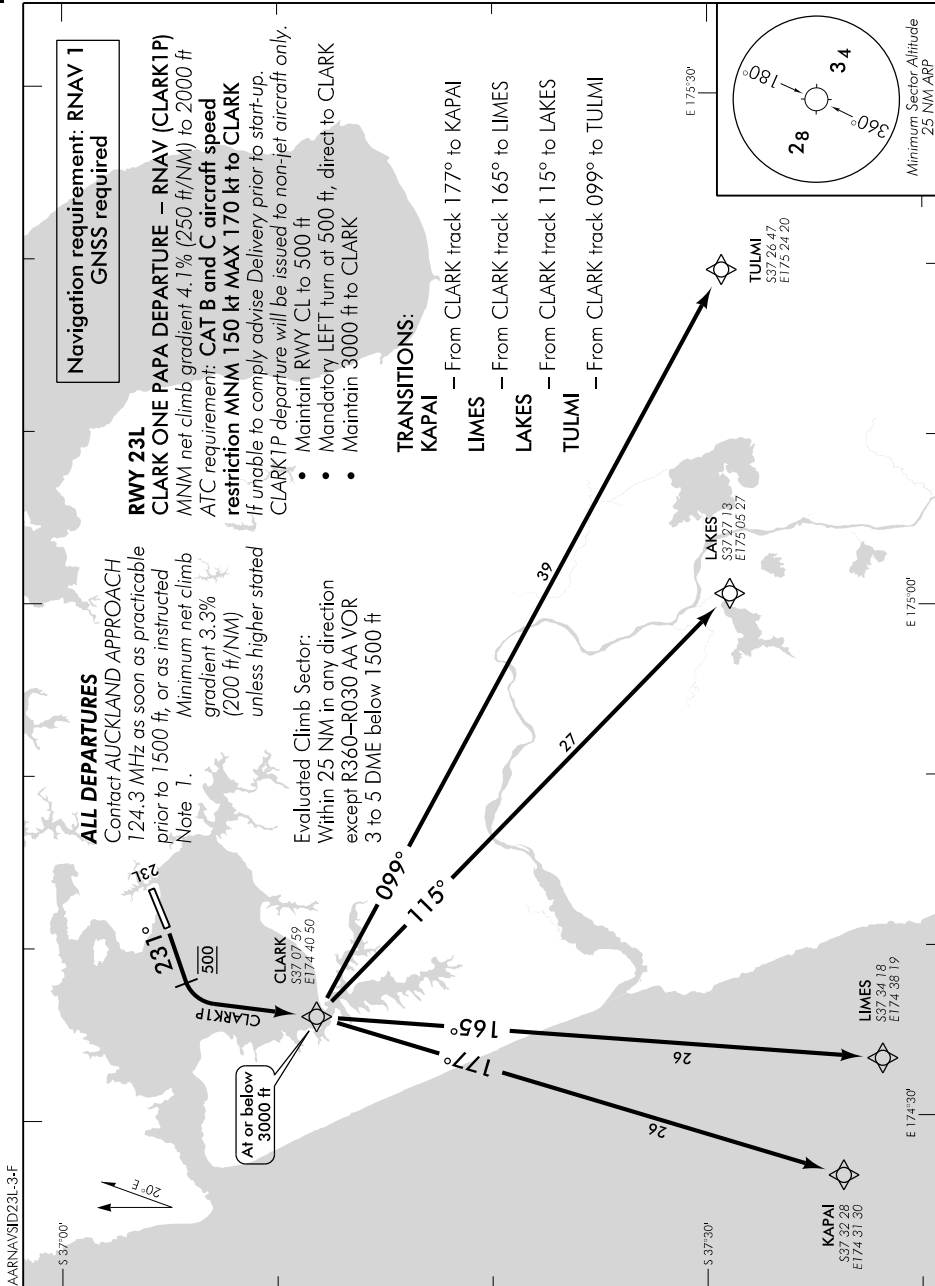 AARNAVSID23L-3-F
Navigation requirement: RNAV 1
GNSS required
RWY 23L
CLARK ONE PAPA DEPARTURE – RNAV (CLARK1P)
MNM net climb gradient 4.1% (250 ft/NM) to 2000 ft
ATC requirement: CAT B and C aircraft speed
restriction MNM 150 kt MAX 170 kt to CLARK
If unable to comply advise Delivery prior to start-up.
CLARK1P departure will be issued to non-jet aircraft only.
• Maintain RWY CL to 500 ft
• Mandatory LEFT turn at 500 ft, direct to CLARK
• Maintain 3000 ft to CLARK
TRANSITIONS:
KAPAI
– From CLARK track 177° to KAPAI
LIMES
– From CLARK track 165° to LIMES
LAKES
– From CLARK track 115° to LAKES
TULMI
– From CLARK track 099° to TULMI
ALL DEPARTURES
Contact AUCKLAND APPROACH
124.3 MHz as soon as practicable
prior to 1500 ft, or as instructed
Note 1. Minimum net climb
gradient 3.3%
(200 ft/NM)
unless higher stated
Evaluated Climb Sector:
Within 25 NM in any direction
except R360–R030 AA VOR
3 to 5 DME below 1500 ft
20°E
S 37°00'
S 37°30'
E 174°30'
E 175°00'
E 175°30'
23L
231°
500
CLARK1P
CLARK
S37 07 59
E174 40 50
At or below
3000 ft
099°
39
115°
27
165°
26
177°
26
KAPAI
S37 32 28
E174 31 30
LIMES
S37 34 18
E174 38 19
LAKES
S37 27 13
E175 05 27
TULMI
S37 26 47
E175 24 20
180°
360°
28
34
Minimum Sector Altitude
25 NM ARP